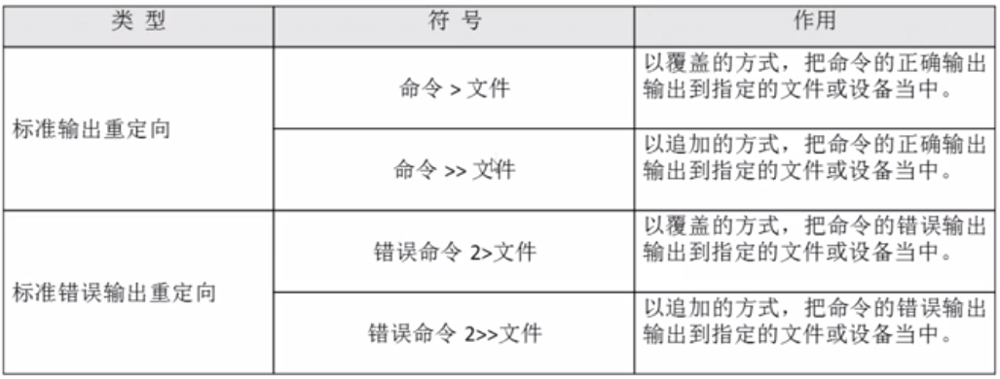 类 型
符 号
作用
标准输出重定向
命令 > 文件
以覆盖的方式，把命令的正确输出
输出到指定的文件或设备当中。
命令 >> 文件
以追加的方式，把命令的正确输出
输出到指定的文件或设备当中。
标准错误输出重定向
错误命令 2>文件
以覆盖的方式，把命令的错误输出
输出到指定的文件或设备当中。
错误命令 2>>文件
以追加的方式，把命令的错误输出
输出到指定的文件或设备当中。